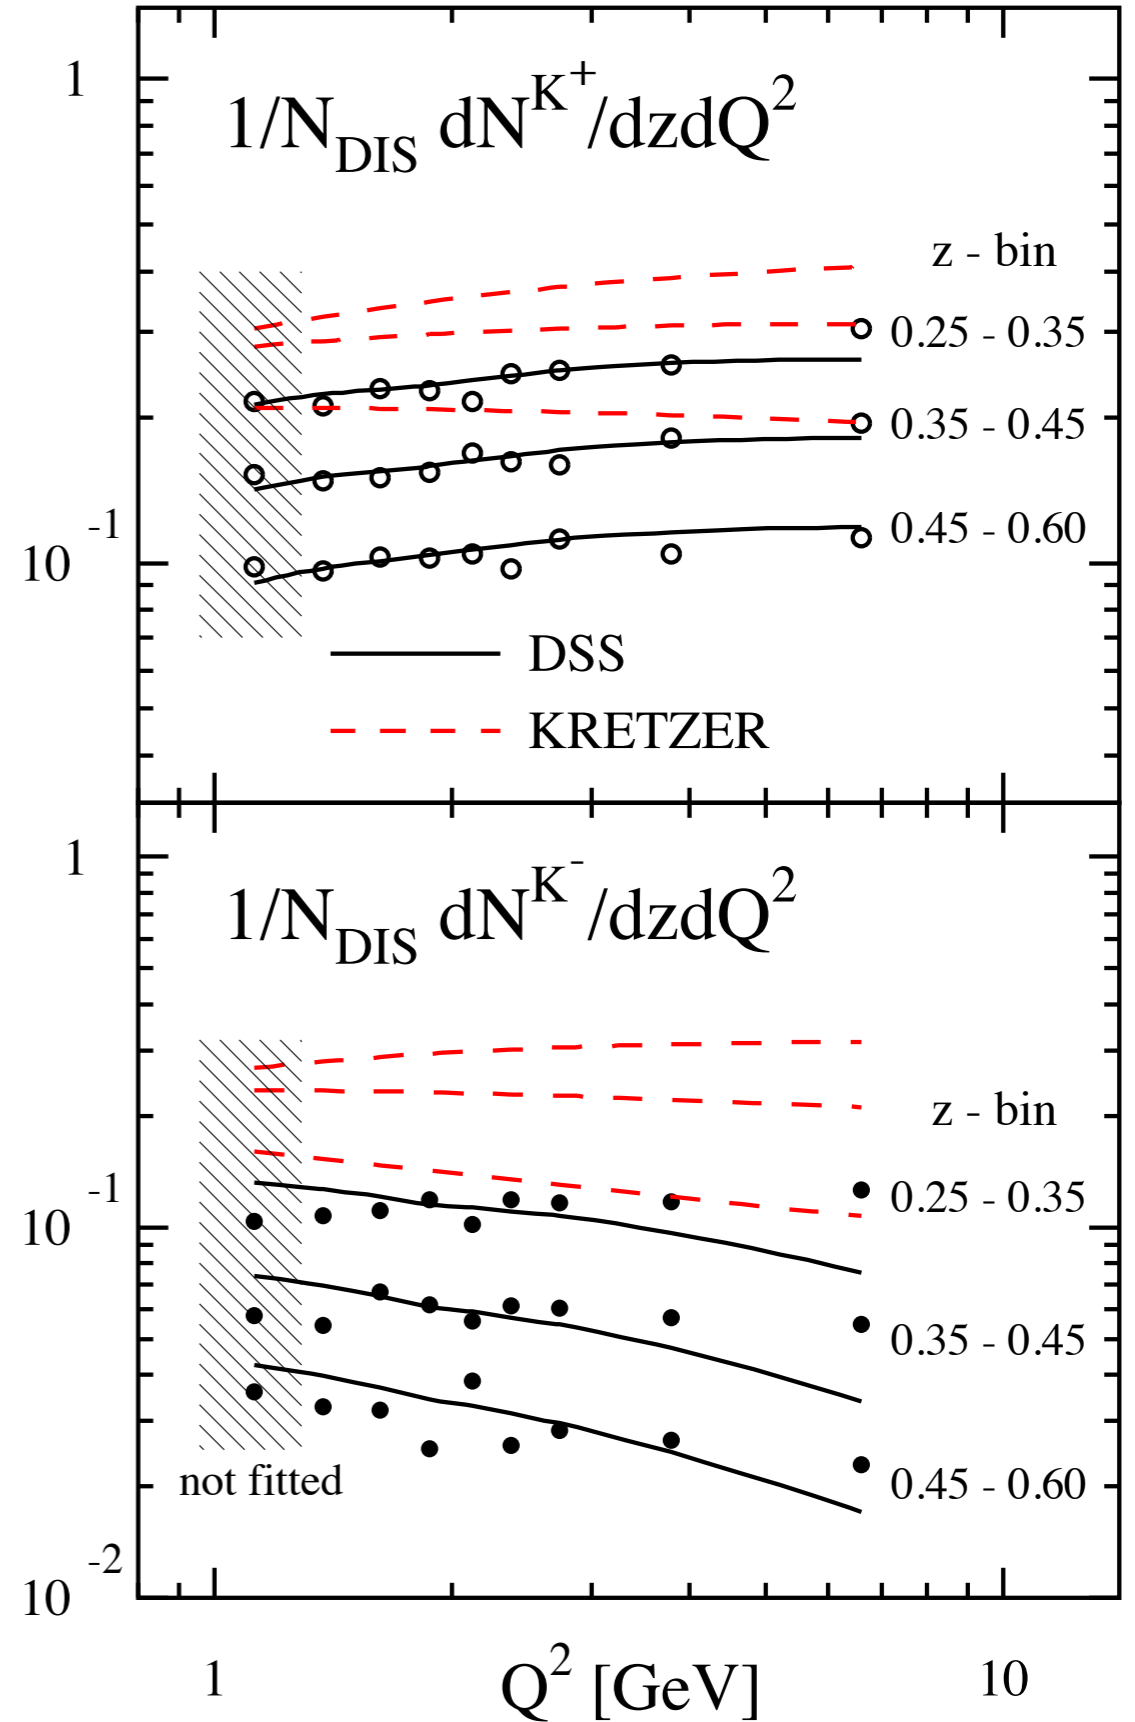 1
1/N_DIS dN^K^+/dzdQ^2
z - bin
0.25 - 0.35
0.35 - 0.45
10^-1
0.45 - 0.60
DSS
KRETZER
1
1/N_DIS dN^K^-/dzdQ^2
z - bin
10^-1
0.25 - 0.35
0.35 - 0.45
not fitted
0.45 - 0.60
10^-2
1
10
Q^2 [GeV]